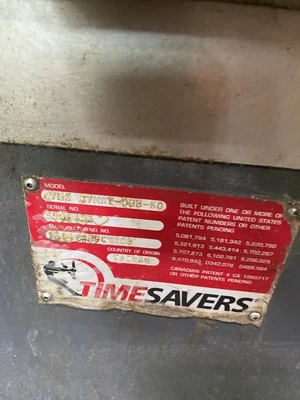 MODEL
SERIAL NO.
MANUFACTURING NO.
COUNTRY OF ORIGIN
TAIWAN
BUILT UNDER ONE OR MORE OF
THE FOLLOWING UNITED STATES
PATENT NUMBERS OR OTHER
PATENTS PENDING
5,081,794 5,181,342 5,220,750
5,321,913 5,443,414 5,702,287
5,707,273 6,102,781 6,296,029
6,470,932 D342,078 D488,564
CANADIAN PATENT # CA 1260717
OR OTHER PATENTS PENDING
TIMESAVERS